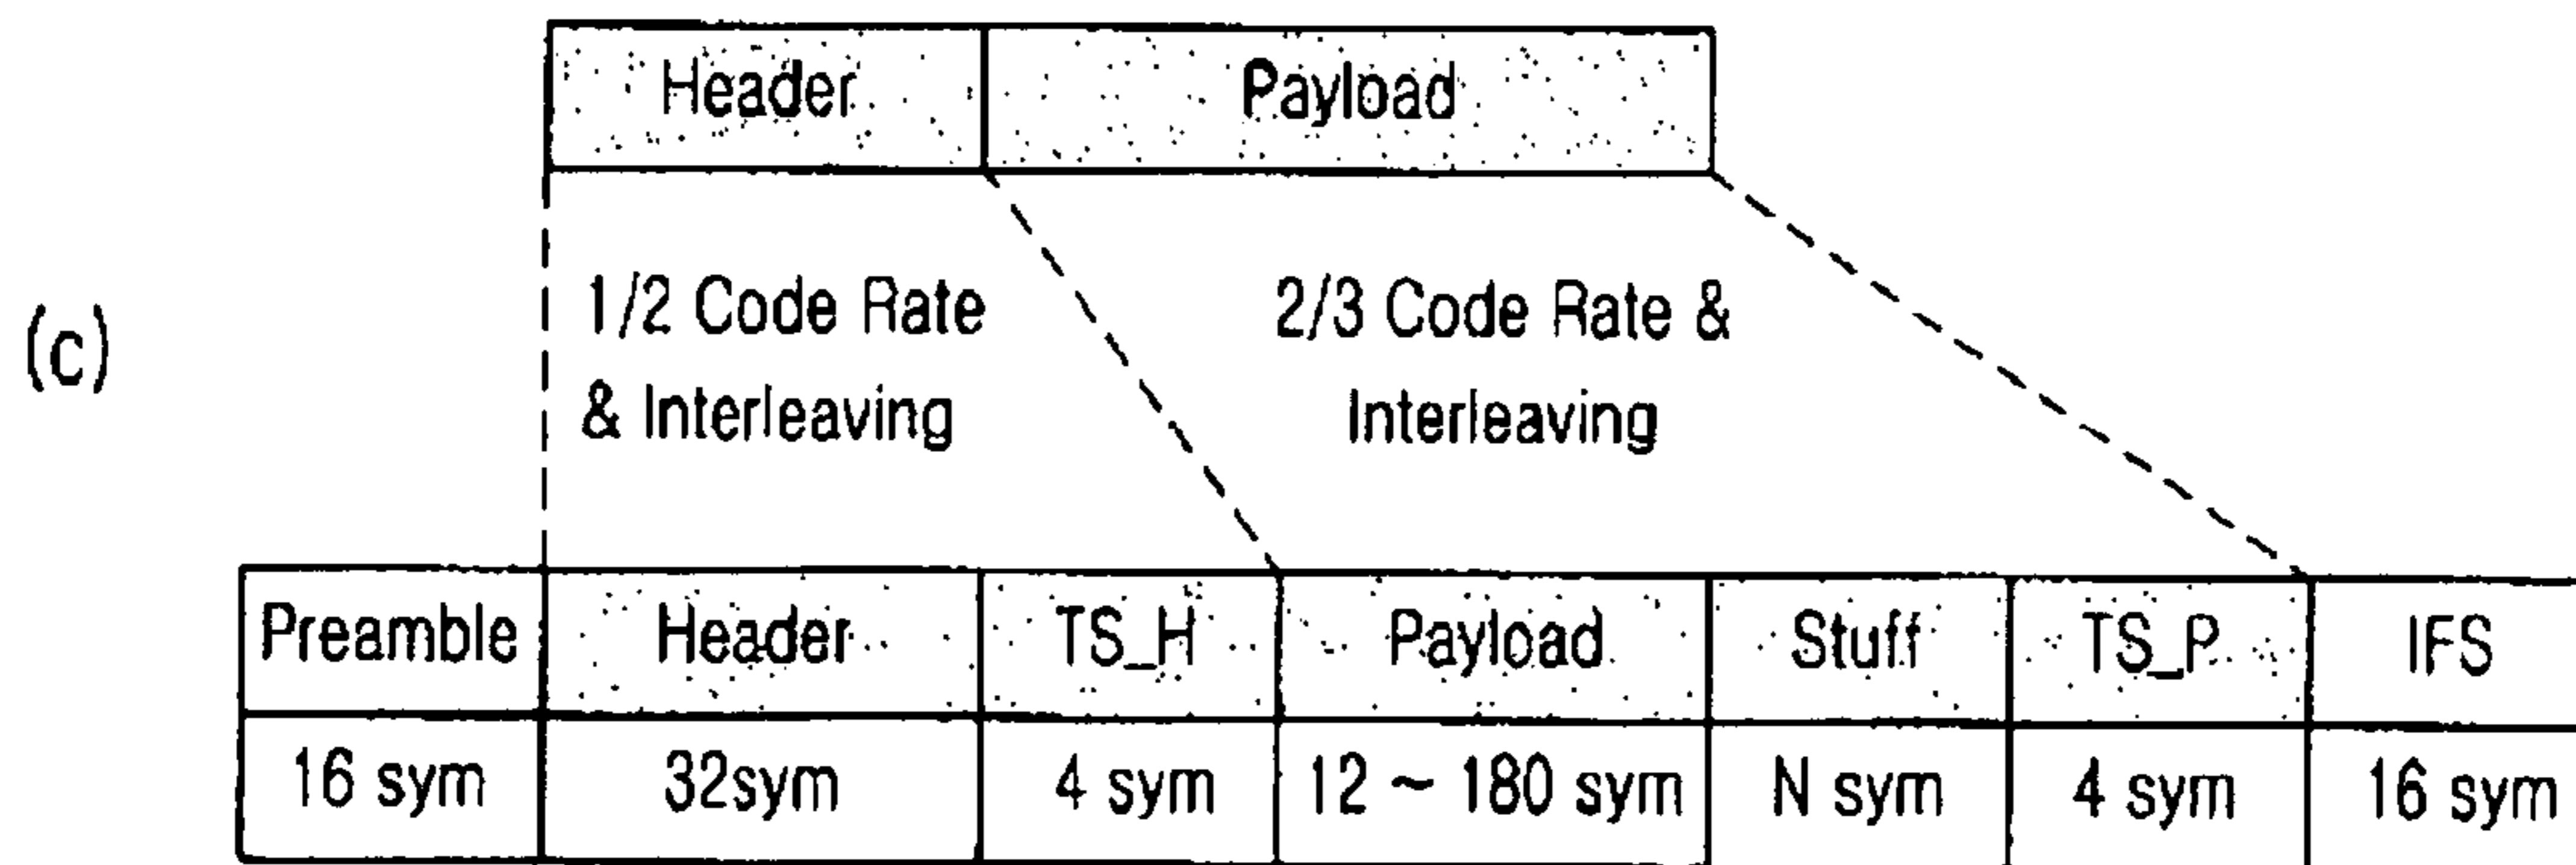 Header Payload
(c)
1/2 Code Rate
& Interleaving
2/3 Code Rate &
Interleaving
Preamble Header TS_H Payload Stuff TS_P IFS
16 sym 32sym 4 sym 12 ~ 180 sym N sym 4 sym 16 sym